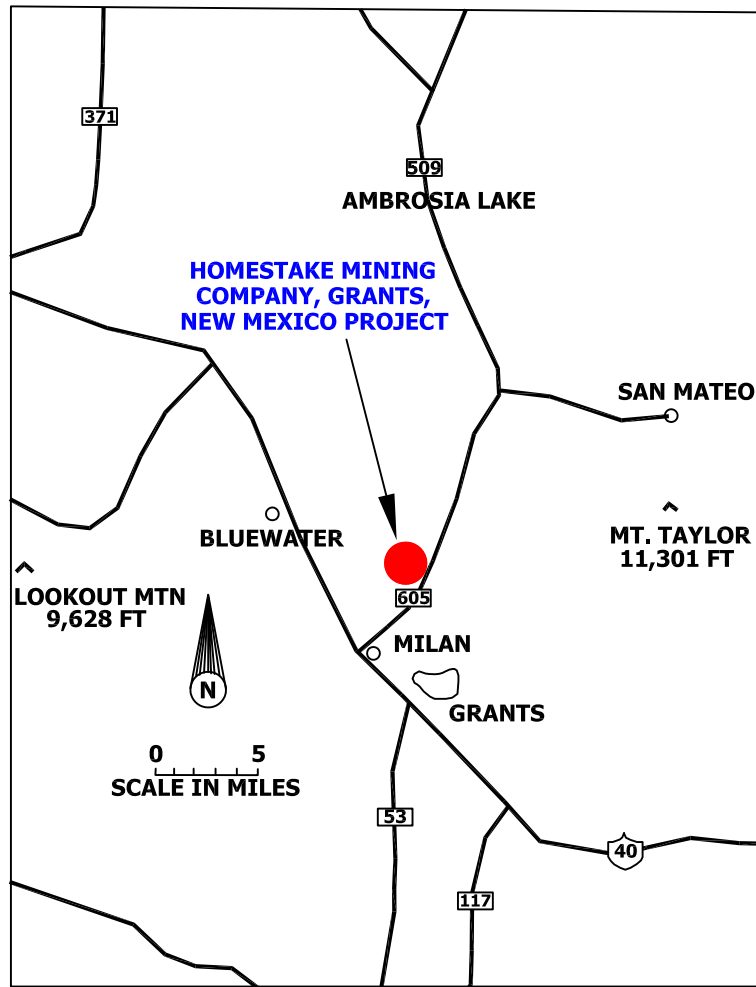 371
509
AMBROSIA LAKE
HOMESTAKE MINING
COMPANY, GRANTS,
NEW MEXICO PROJECT
SAN MATEO
BLUEWATER
MT. TAYLOR
11,301 FT
LOOKOUT MTN
9,628 FT
605
MILAN
N
GRANTS
0 5
SCALE IN MILES
53
40
117